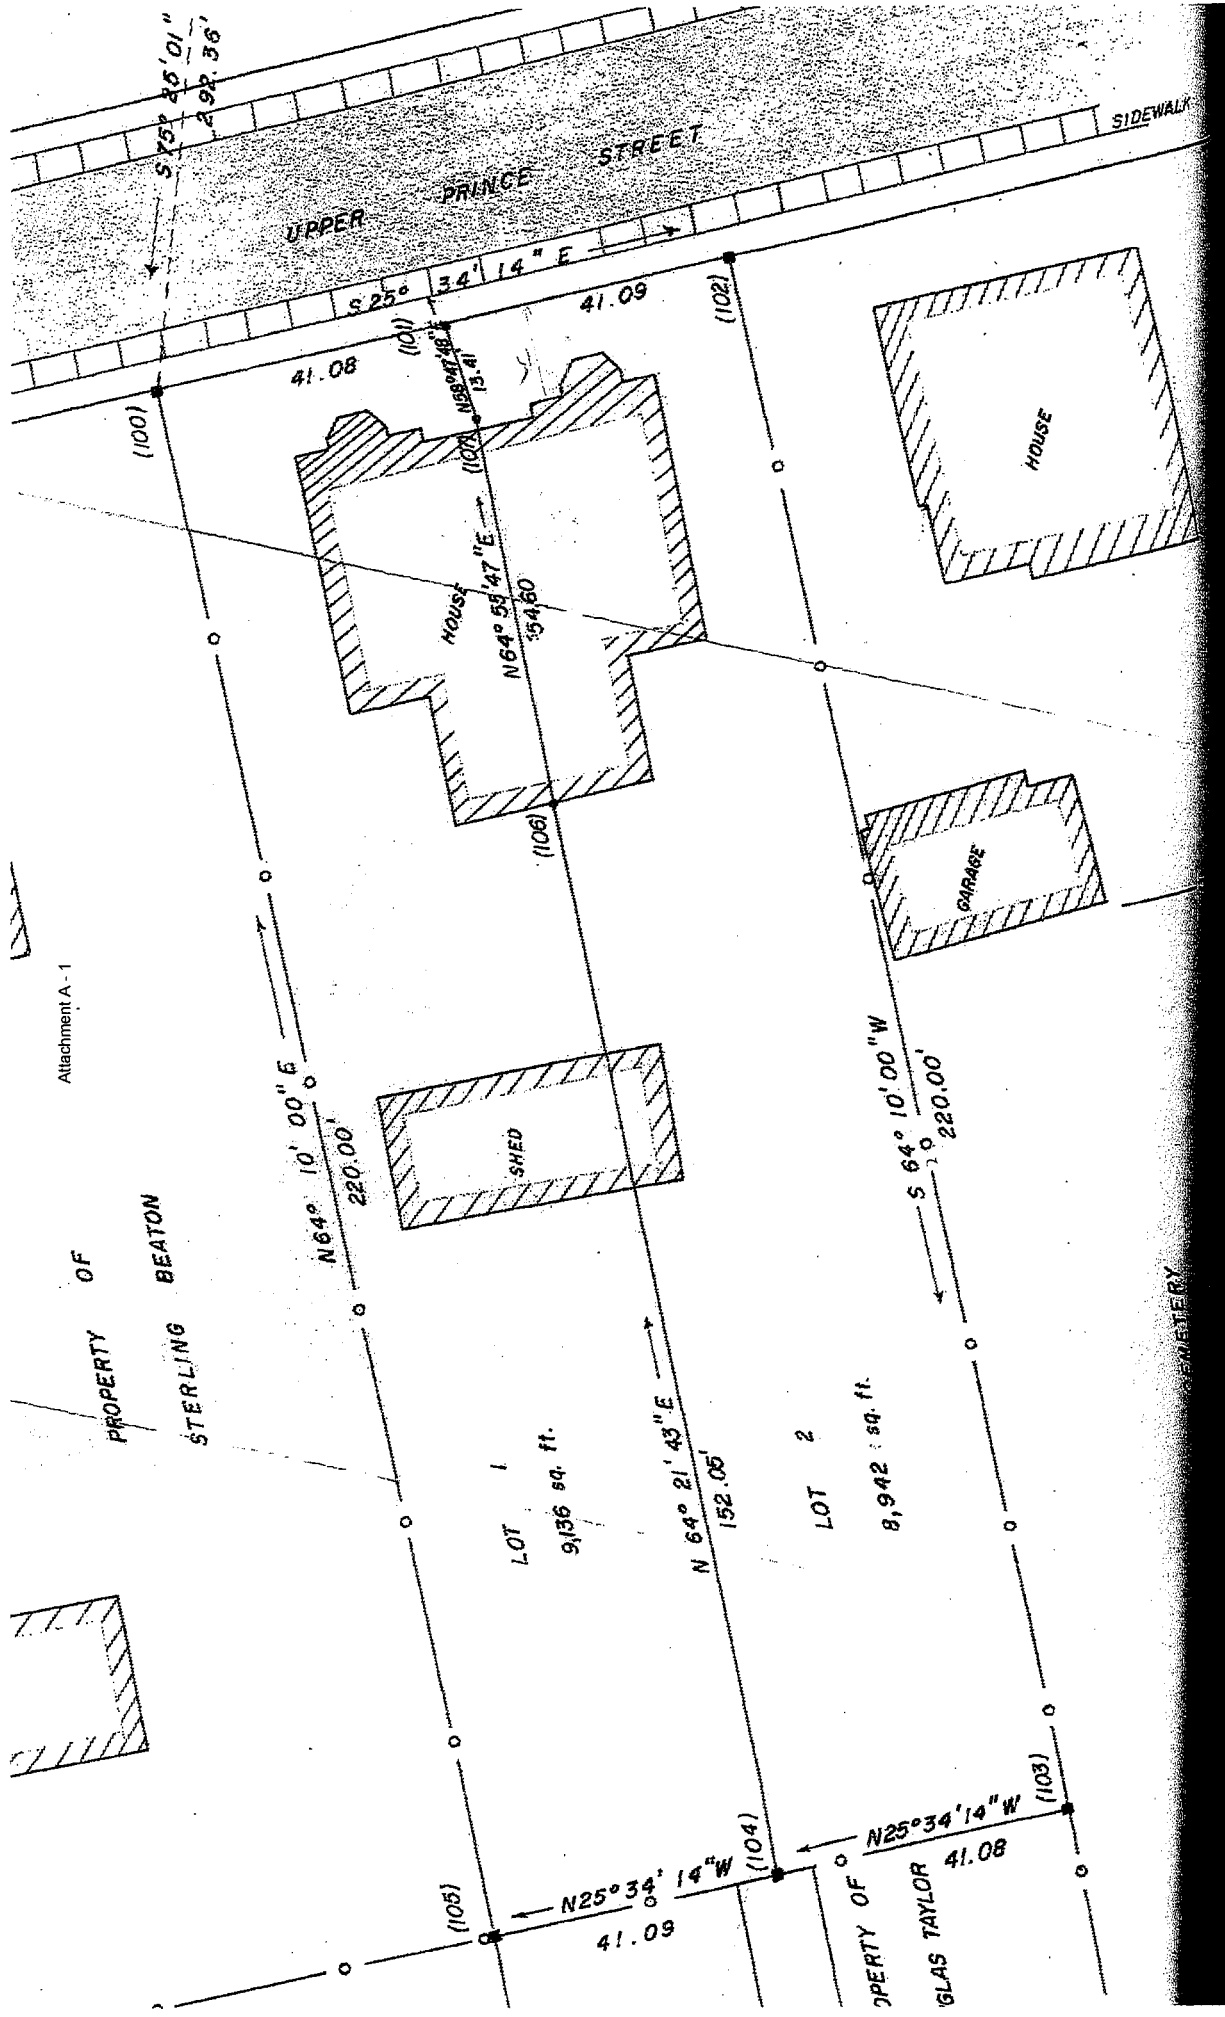 S 75° 25' 01"
292.36'
UPPER PRINCE STREET
SIDEWALK
S 25° 34' 14" E
41.08
41.09
(100)
(101)
(102)
N58°47'48"E
13.41
(107)
HOUSE
N64° 55' 47" E
54.60
HOUSE
(106)
GARAGE
Attachment A - 1
N64° 10' 00" E
220.00'
SHED
S 64° 10' 00" W
220.00'
PROPERTY OF
STERLING BEATON
LOT 1
9,136 sq. ft.
N 64° 21' 43" E
152.05'
LOT 2
8,942 sq. ft.
EMETERY
(105)
N25°34' 14"W
41.09
(104)
N25°34'14"W
41.08
(103)
OPERTY OF
GLAS TAYLOR